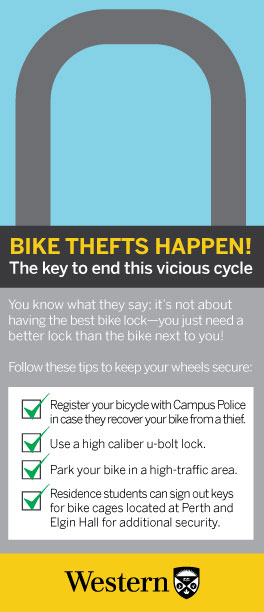 BIKE THEFTS HAPPEN!
The key to end this vicious cycle
You know what they say; it's not about
having the best bike lock—you just need a
better lock than the bike next to you!
Follow these tips to keep your wheels secure:
Register your bicycle with Campus Police
in case they recover your bike from a thief.
Use a high caliber u-bolt lock.
Park your bike in a high-traffic area.
Residence students can sign out keys
for bike cages located at Perth and
Elgin Hall for additional security.
Western